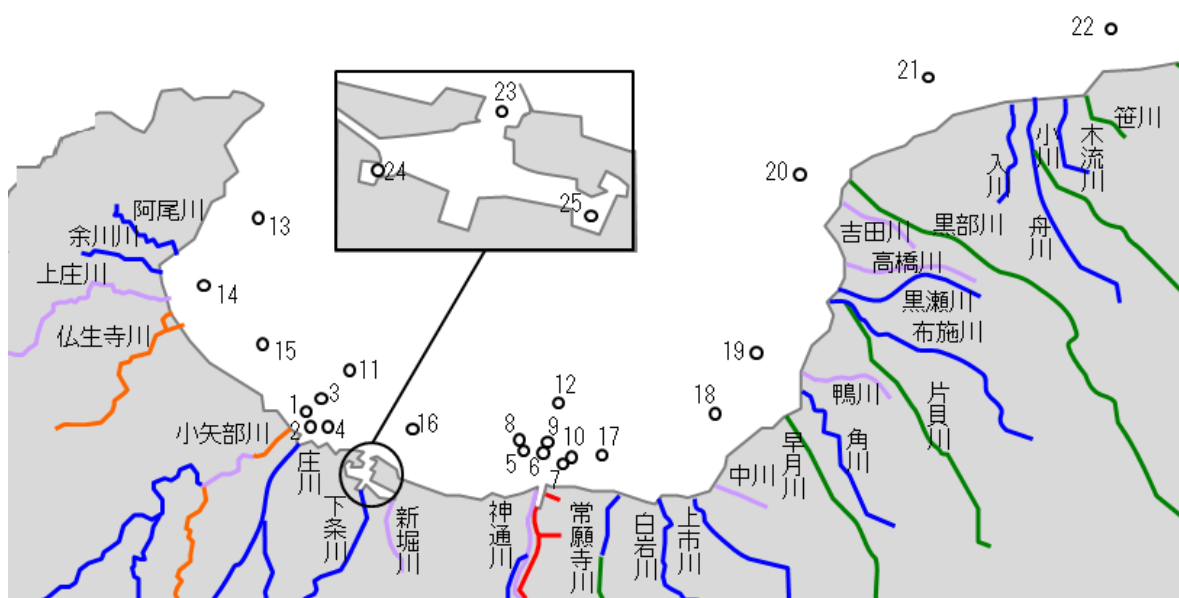 22
21
23
笹川
木流川
小川
入川
24
20
25
阿尾川
13
余川川
吉田川
黒部川
舟川
上庄川
高橋川
14
黒瀬川
仏生寺川
布施川
15
19
11
3
12
1
鴨川
片貝川
18
2
4
16
8
9
小矢部川
5
6
10
17
7
早月川
角川
庄川
中川
下条川
新堀川
神通川
常願寺川
白岩川
上市川